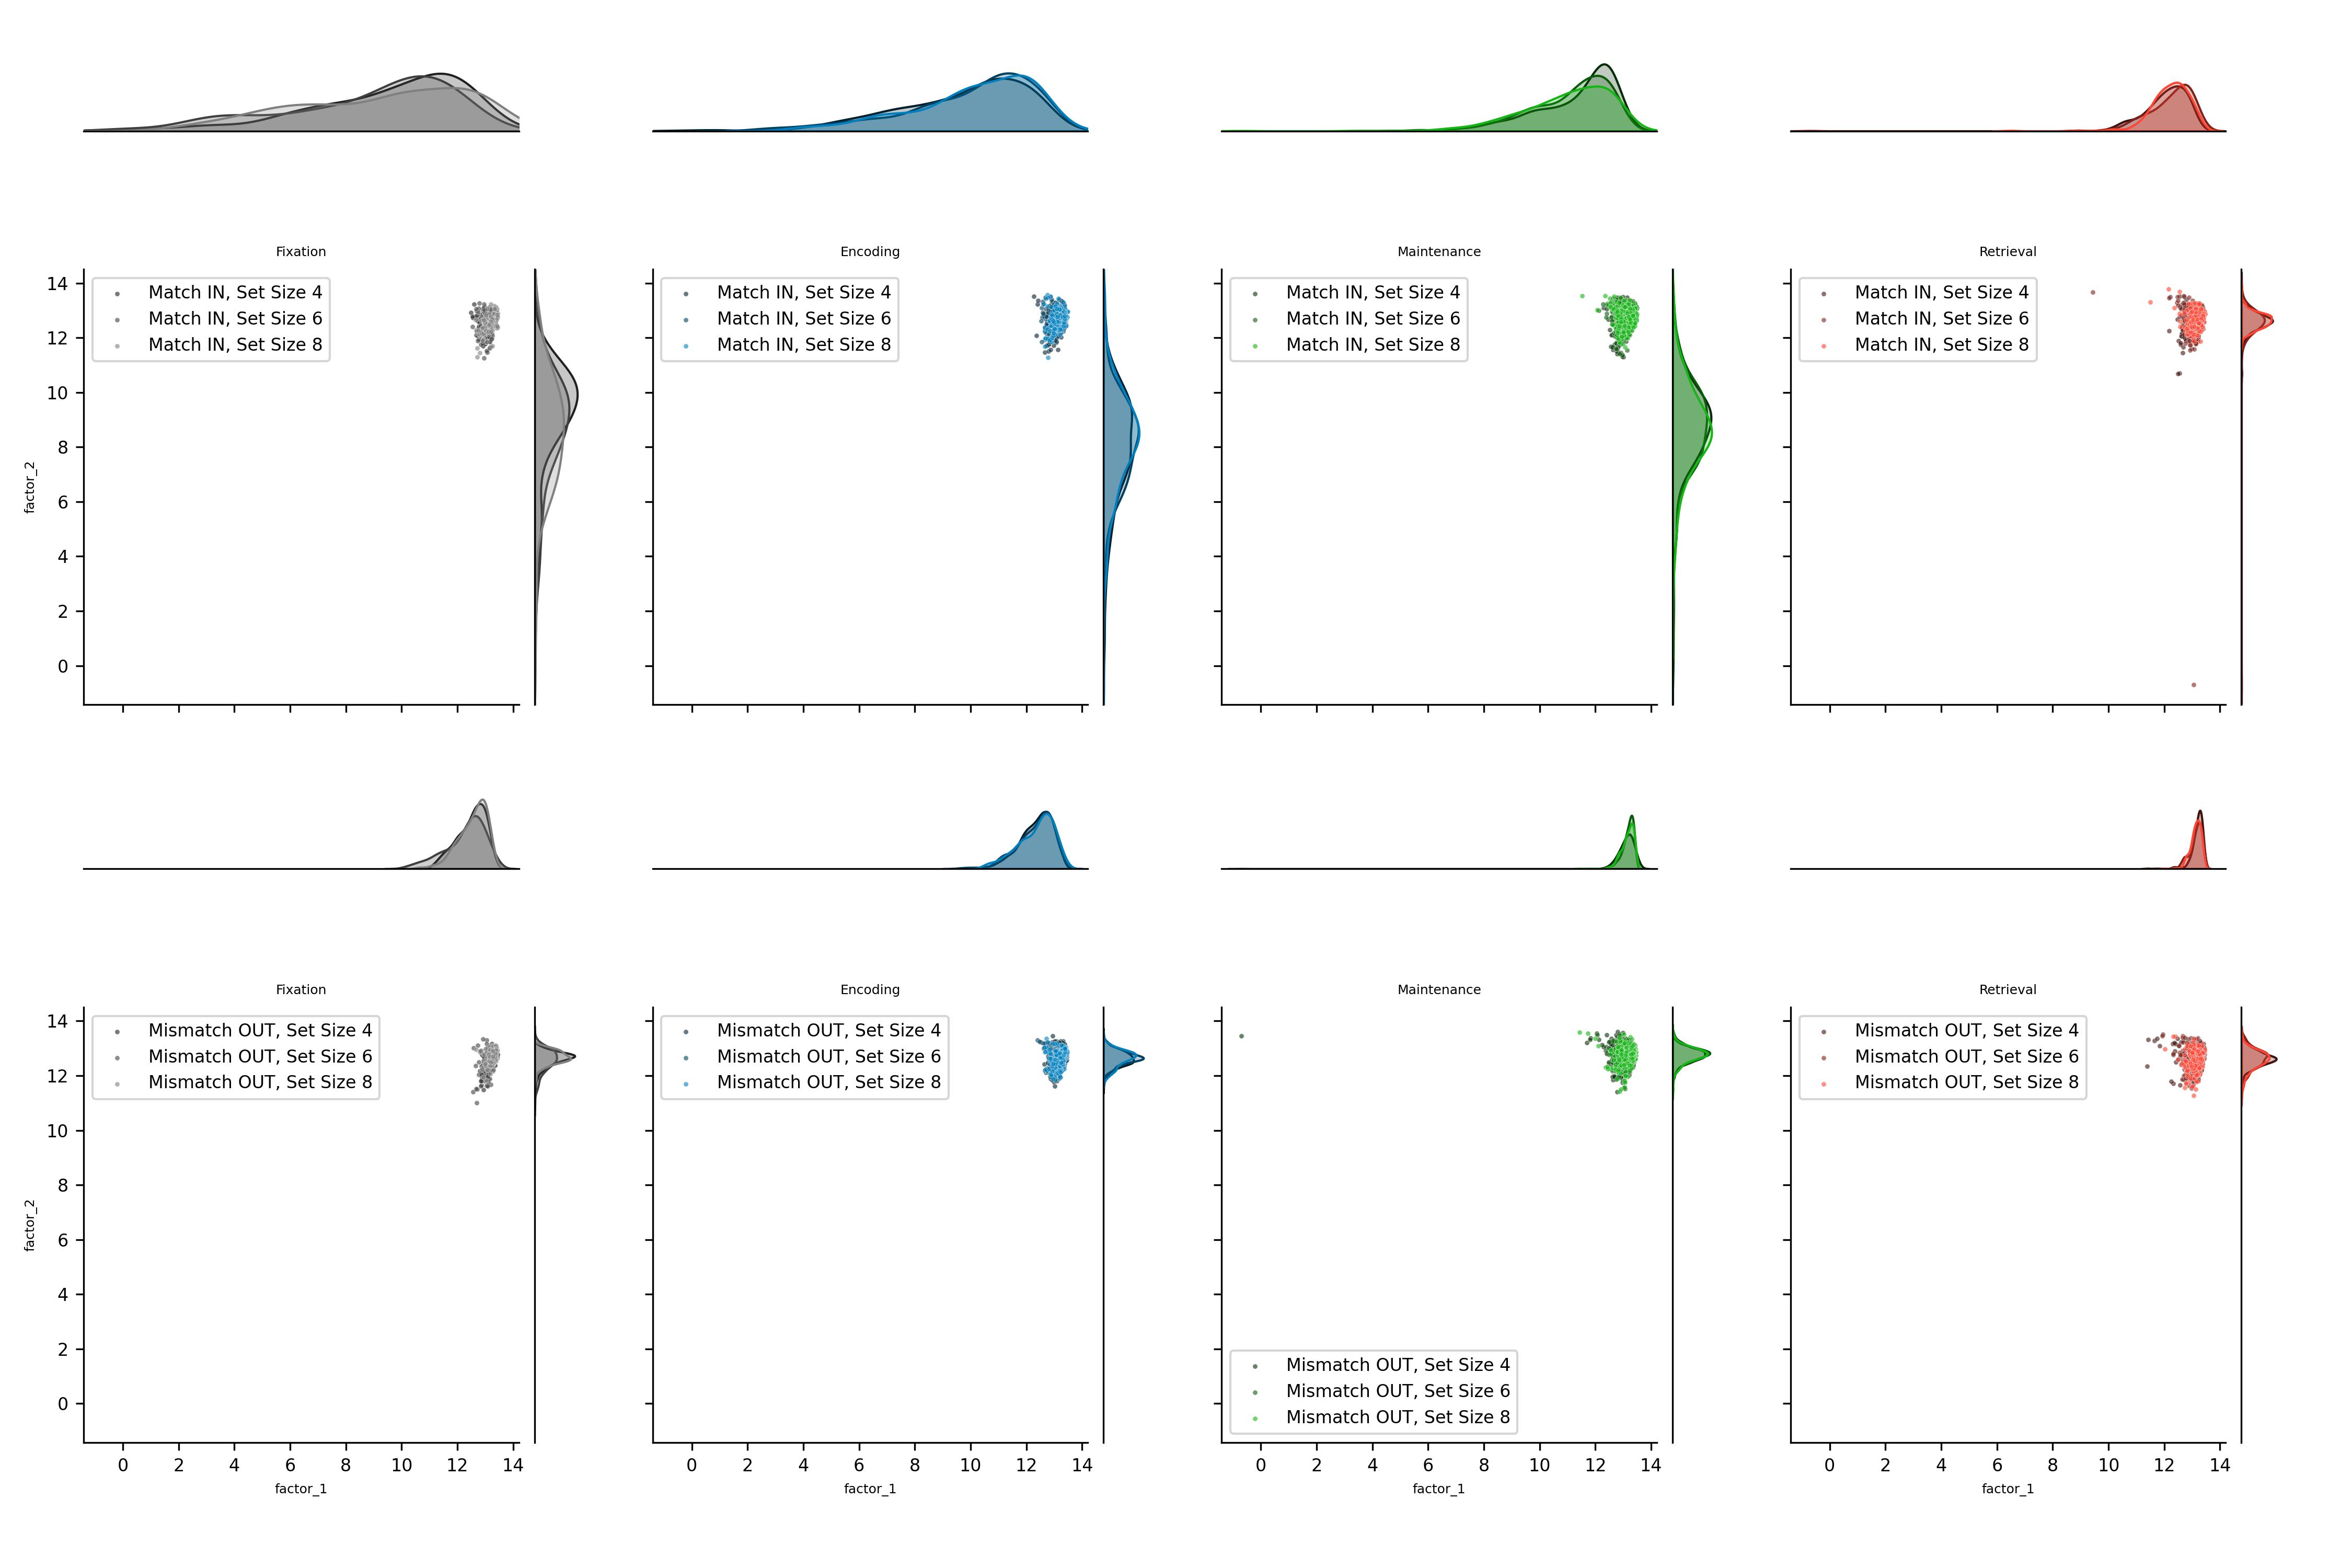 Fixation
Encoding
Maintenance
Retrieval
14
12
10
8
6
4
2
0
factor_2
Match IN, Set Size 4
Match IN, Set Size 6
Match IN, Set Size 8
Match IN, Set Size 4
Match IN, Set Size 6
Match IN, Set Size 8
Match IN, Set Size 4
Match IN, Set Size 6
Match IN, Set Size 8
Match IN, Set Size 4
Match IN, Set Size 6
Match IN, Set Size 8
Fixation
Encoding
Maintenance
Retrieval
14
12
10
8
6
4
2
0
factor_2
Mismatch OUT, Set Size 4
Mismatch OUT, Set Size 6
Mismatch OUT, Set Size 8
Mismatch OUT, Set Size 4
Mismatch OUT, Set Size 6
Mismatch OUT, Set Size 8
Mismatch OUT, Set Size 4
Mismatch OUT, Set Size 6
Mismatch OUT, Set Size 8
Mismatch OUT, Set Size 4
Mismatch OUT, Set Size 6
Mismatch OUT, Set Size 8
0 2 4 6 8 10 12 14
factor_1
0 2 4 6 8 10 12 14
factor_1
0 2 4 6 8 10 12 14
factor_1
0 2 4 6 8 10 12 14
factor_1